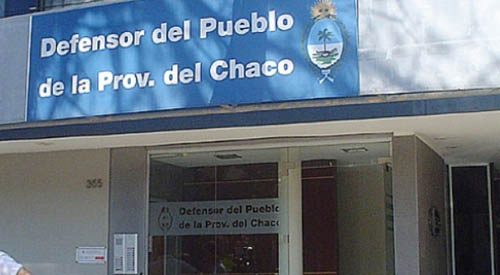 Defensor del Pueblo
de la Prov. del Chaco
365
Defensor del Pueblo
de la Prov. del Chaco